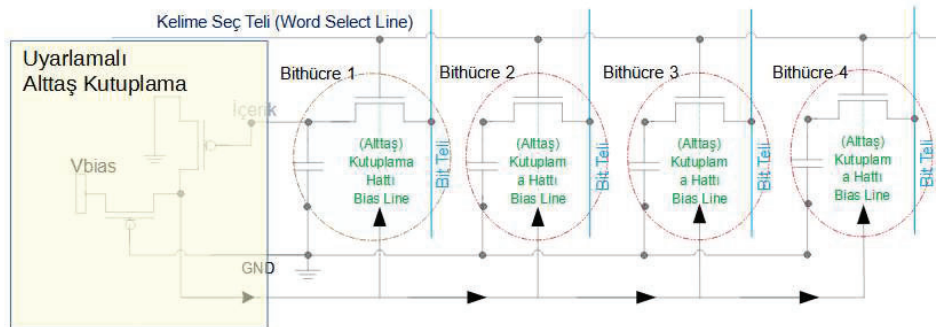 Kelime Seç Teli (Word Select Line)
Uyarlamalı
Alttaş Kutuplama
İçerik
Vbias
GND
Bithücre 1
(Alttaş)
Kutuplama
Hattı
Bias Line
Bit Teli
Bithücre 2
(Alttaş)
Kutuplam
a Hattı
Bias Line
Bit Teli
Bithücre 3
(Alttaş)
Kutuplam
a Hattı
Bias Line
Bit Teli
Bithücre 4
(Alttaş)
Kutuplam
a Hattı
Bias Line
Bit Teli